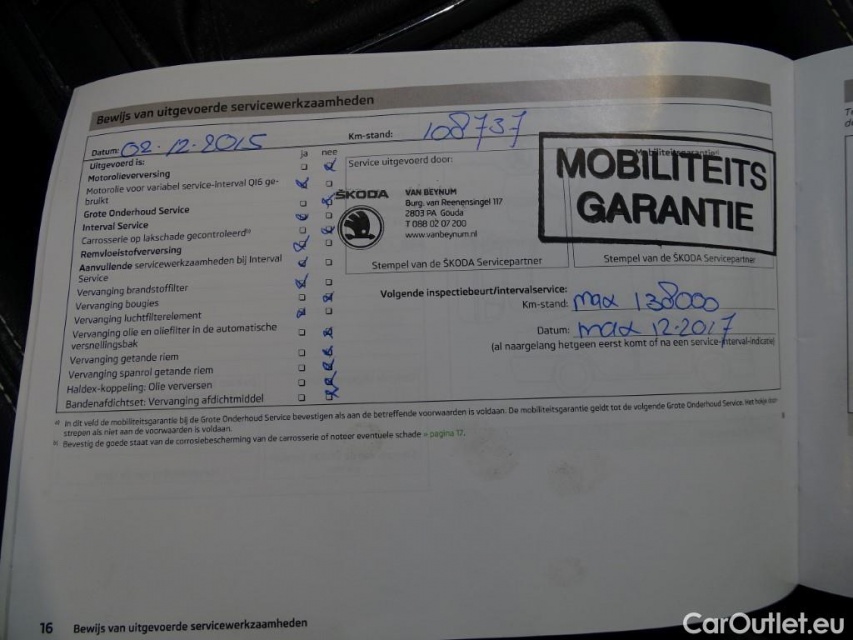 Bewijs van uitgevoerde servicewerkzaamheden
Datum: 02-12-2015
Km-stand: 108737
Uitgevoerd is: ja nee
Motorolieverversing
Motorolie voor variabel service-interval QI6 ge-
bruikt
Grote Onderhoud Service
Interval Service
Carrosserie op lakschade gecontroleerd b)
Remvloeistofverversing
Aanvullende servicewerkzaamheden bij Interval
Service
Vervanging brandstoffilter
Vervanging bougies
Vervanging luchtfilterelement
Vervanging olie en oliefilter in de automatische
versnellingsbak
Vervanging getande riem
Vervanging spanrol getande riem
Haldex-koppeling: Olie verversen
Bandenafdichtset: Vervanging afdichtmiddel
Service uitgevoerd door:
ŠKODA
VAN BEYNUM
Burg. van Reenensingel 117
2803 PA Gouda
T 088 02 07 200
www.vanbeynum.nl
Stempel van de ŠKODA Servicepartner
Mobiliteitsgarantie
MOBILITEITS
GARANTIE
Stempel van de ŠKODA Servicepartner
Volgende inspectiebeurt/intervalservice:
Km-stand: max 138000
Datum: max 12-2017
(al naargelang hetgeen eerst komt of na een service-interval-indicatie)
a) In dit veld de mobiliteitsgarantie bij de Grote Onderhoud Service bevestigen als aan de betreffende voorwaarden is voldaan. De mobiliteitsgarantie geldt tot de volgende Grote Onderhoud Service. Het hokje door-
strepen als niet aan de voorwaarden is voldaan.
b) Bevestig de goede staat van de corrosiebescherming van de carrosserie of noteer eventuele schade » pagina 17.
16 Bewijs van uitgevoerde servicewerkzaamheden
CarOutlet.eu